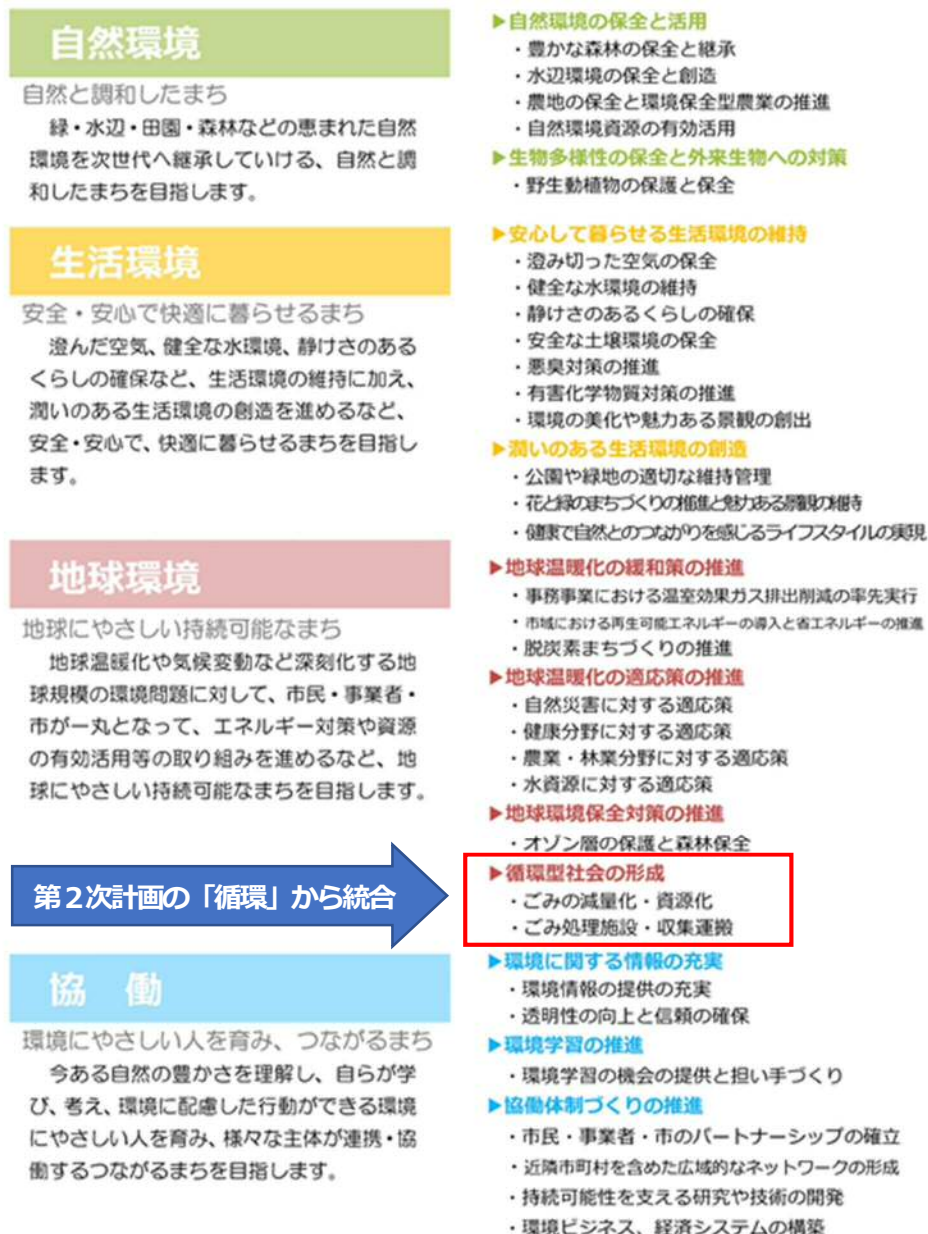 自然環境
自然と調和したまち
緑・水辺・田園・森林などの恵まれた自然
環境を次世代へ継承していける、自然と調
和したまちを目指します。
▶自然環境の保全と活用
・豊かな森林の保全と継承
・水辺環境の保全と創造
・農地の保全と環境保全型農業の推進
・自然環境資源の有効活用
▶生物多様性の保全と外来生物への対策
・野生動植物の保護と保全
生活環境
安全・安心で快適に暮らせるまち
澄んだ空気、健全な水環境、静けさのある
くらしの確保など、生活環境の維持に加え、
潤いのある生活環境の創造を進めるなど、
安全・安心で、快適に暮らせるまちを目指し
ます。
▶安心して暮らせる生活環境の維持
・澄み切った空気の保全
・健全な水環境の維持
・静けさのあるくらしの確保
・安全な土壌環境の保全
・悪臭対策の推進
・有害化学物質対策の推進
・環境の美化や魅力ある景観の創出
▶潤いのある生活環境の創造
・公園や緑地の適切な維持管理
・花と緑のまちづくりの推進と魅力ある景観の維持
・健康で自然とのつながりを感じるライフスタイルの実現
地球環境
地球にやさしい持続可能なまち
地球温暖化や気候変動など深刻化する地
球規模の環境問題に対して、市民・事業者・
市が一丸となって、エネルギー対策や資源
の有効活用等の取り組みを進めるなど、地
球にやさしい持続可能なまちを目指します。
▶地球温暖化の緩和策の推進
・事務事業における温室効果ガス排出削減の率先実行
・市域における再生可能エネルギーの導入と省エネルギーの推進
・脱炭素まちづくりの推進
▶地球温暖化の適応策の推進
・自然災害に対する適応策
・健康分野に対する適応策
・農業・林業分野に対する適応策
・水資源に対する適応策
▶地球環境保全対策の推進
・オゾン層の保護と森林保全
第２次計画の「循環」から統合
▶循環型社会の形成
・ごみの減量化・資源化
・ごみ処理施設・収集運搬
協　働
環境にやさしい人を育み、つながるまち
今ある自然の豊かさを理解し、自らが学
び、考え、環境に配慮した行動ができる環境
にやさしい人を育み、様々な主体が連携・協
働するつながるまちを目指します。
▶環境に関する情報の充実
・環境情報の提供の充実
・透明性の向上と信頼の確保
▶環境学習の推進
・環境学習の機会の提供と担い手づくり
▶協働体制づくりの推進
・市民・事業者・市のパートナーシップの確立
・近隣市町村を含めた広域的なネットワークの形成
・持続可能性を支える研究や技術の開発
・環境ビジネス、経済システムの構築